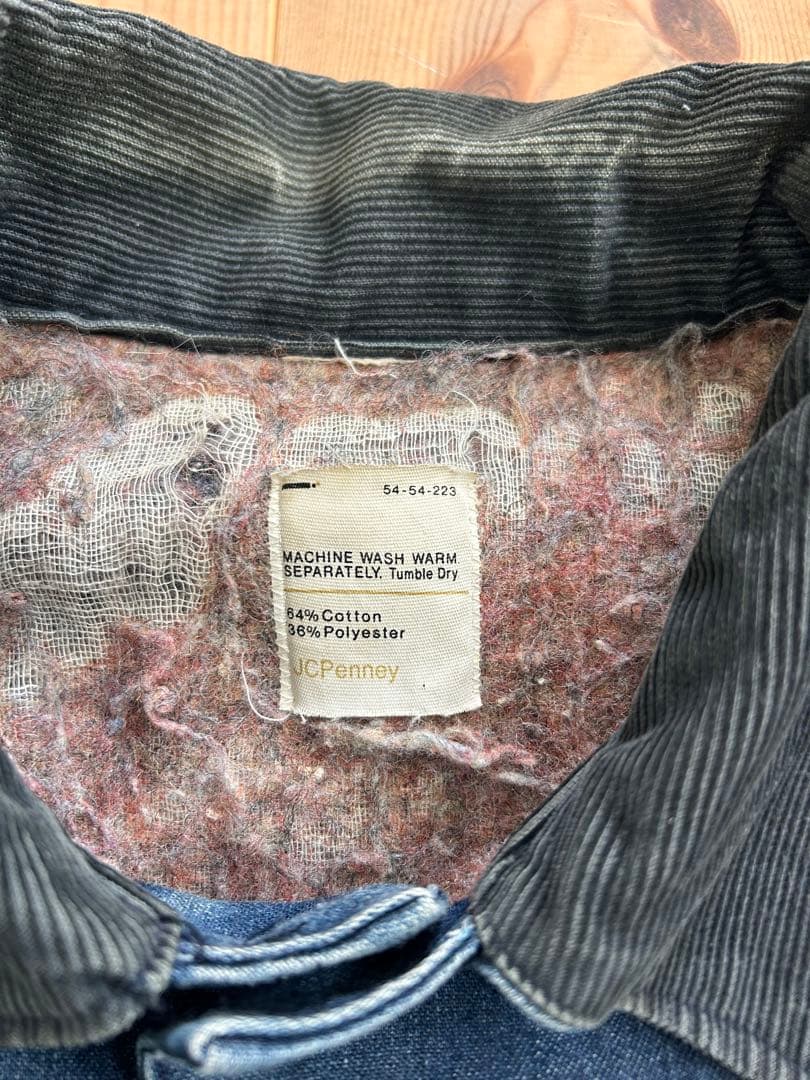 54-54-223
MACHINE WASH WARM
SEPARATELY. Tumble Dry
64% Cotton
36% Polyester
JCPenney